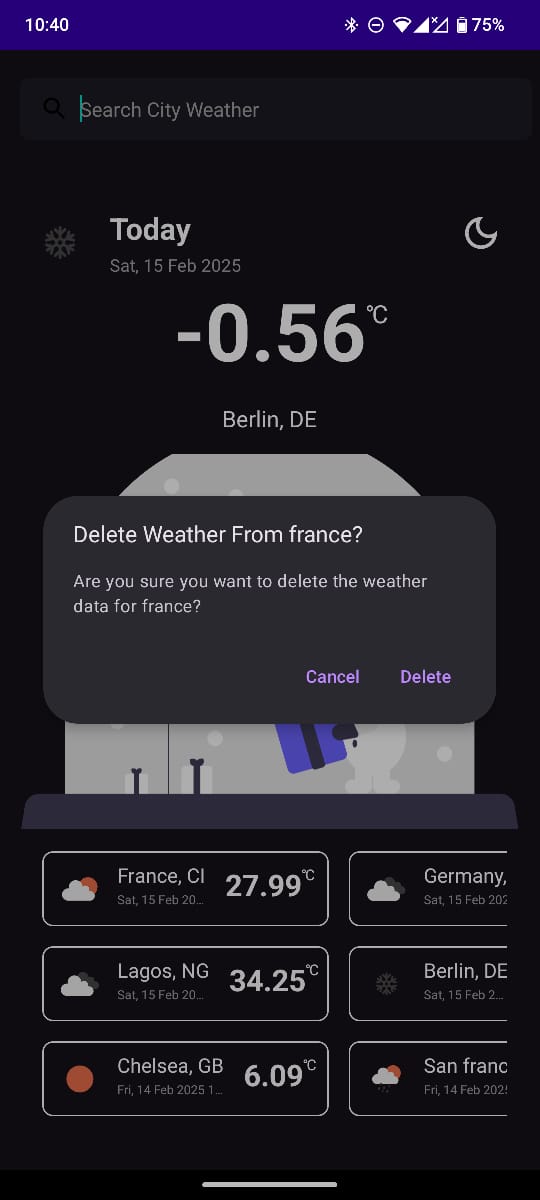 10:40 75%
Search City Weather
Today
Sat, 15 Feb 2025
-0.56°C
Berlin, DE
Delete Weather From france?
Are you sure you want to delete the weather
data for france?
Cancel Delete
France, CI 27.99°C Germany,
Sat, 15 Feb 20... Sat, 15 Feb 202
Lagos, NG 34.25°C Berlin, DE
Sat, 15 Feb 20... Sat, 15 Feb 2...
Chelsea, GB 6.09°C San franc
Fri, 14 Feb 2025 1... Fri, 14 Feb 202